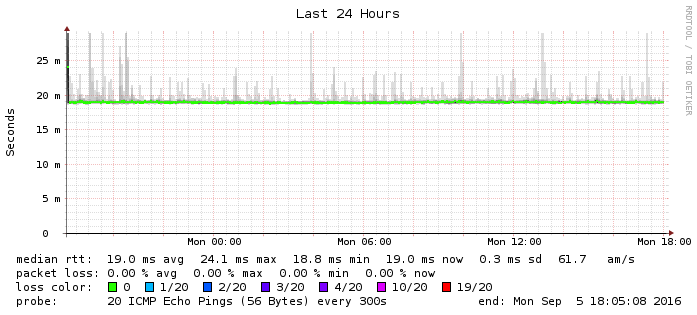 Last 24 Hours
RRDTOOL / TOBI OETIKER
Seconds
25 m
20 m
15 m
10 m
5 m
0
Mon 00:00 Mon 06:00 Mon 12:00 Mon 18:00
median rtt: 19.0 ms avg 24.1 ms max 18.8 ms min 19.0 ms now 0.3 ms sd 61.7 am/s
packet loss: 0.00 % avg 0.00 % max 0.00 % min 0.00 % now
loss color: 0 1/20 2/20 3/20 4/20 10/20 19/20
probe: 20 ICMP Echo Pings (56 Bytes) every 300s end: Mon Sep 5 18:05:08 2016